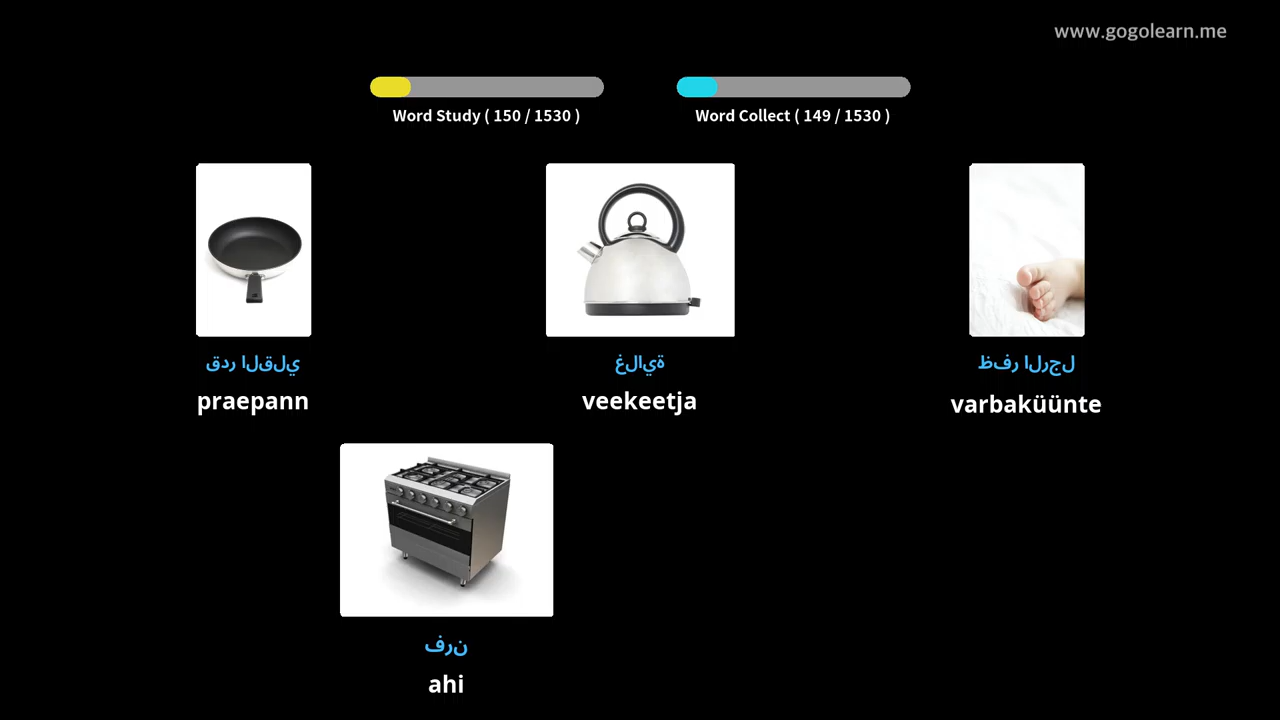 www.gogolearn.me
Word Study ( 150 / 1530 )
Word Collect ( 149 / 1530 )
قدر القلي
غلاية
ظفر الرجل
praepann
veekeetja
varbaküünte
فرن
ahi